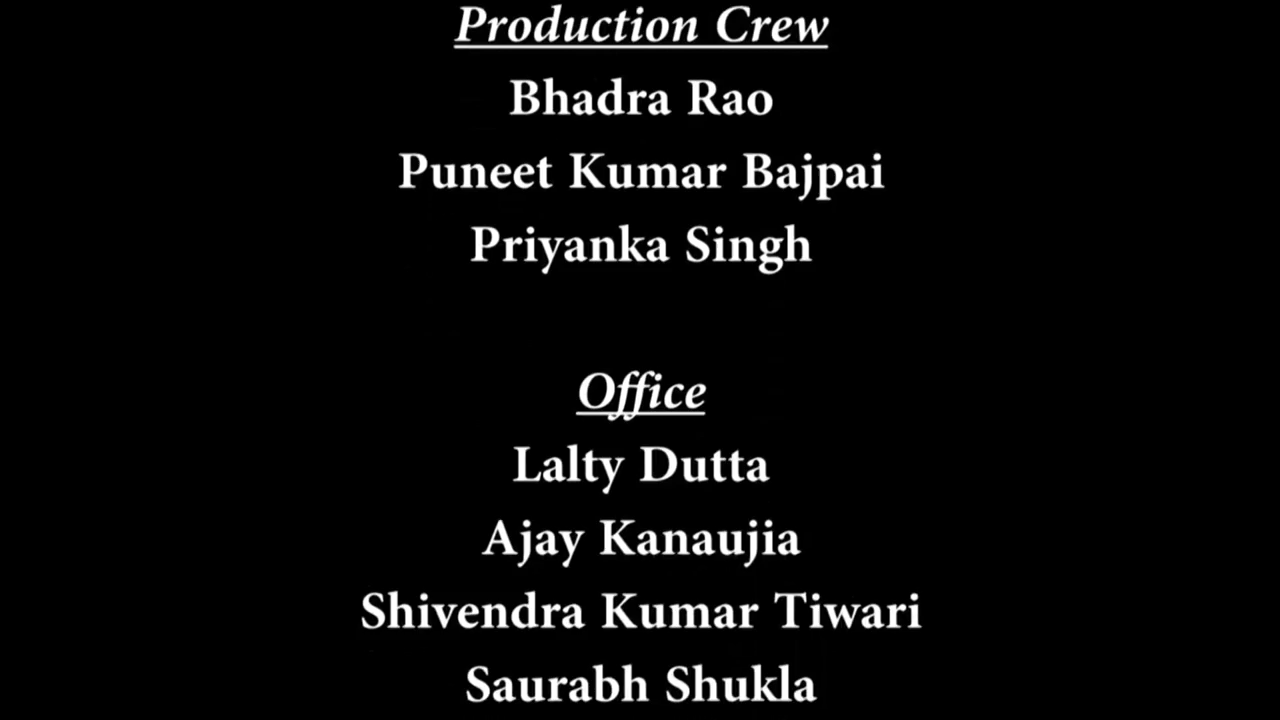 Production Crew
Bhadra Rao
Puneet Kumar Bajpai
Priyanka Singh
Office
Lalty Dutta
Ajay Kanaujia
Shivendra Kumar Tiwari
Saurabh Shukla